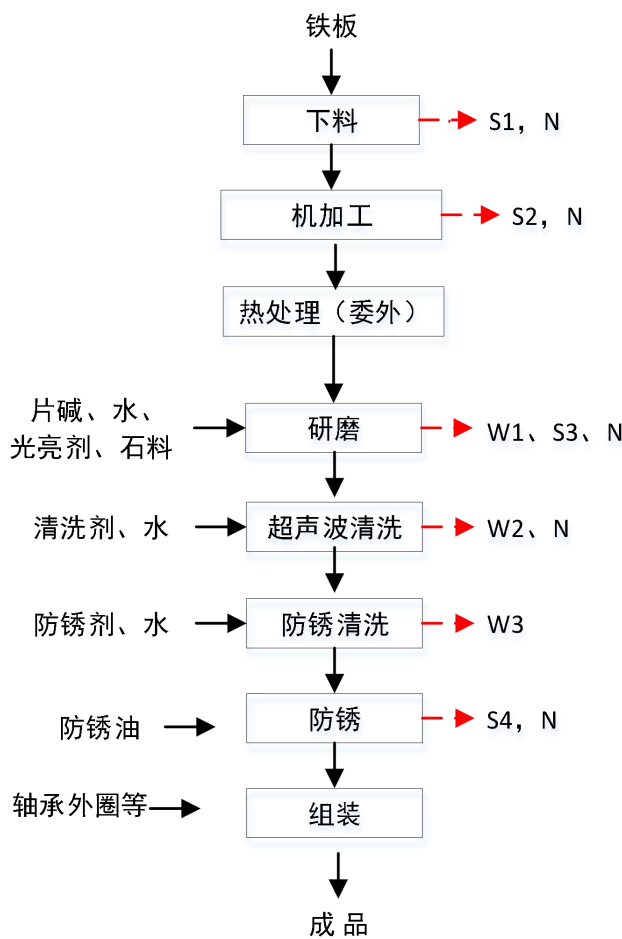 铁板
下料
S1，N
机加工
S2，N
热处理（委外）
片碱、水、
光亮剂、石料
研磨
W1、S3、N
清洗剂、水
超声波清洗
W2、N
防锈剂、水
防锈清洗
W3
防锈油
防锈
S4，N
轴承外圈等
组装
成品